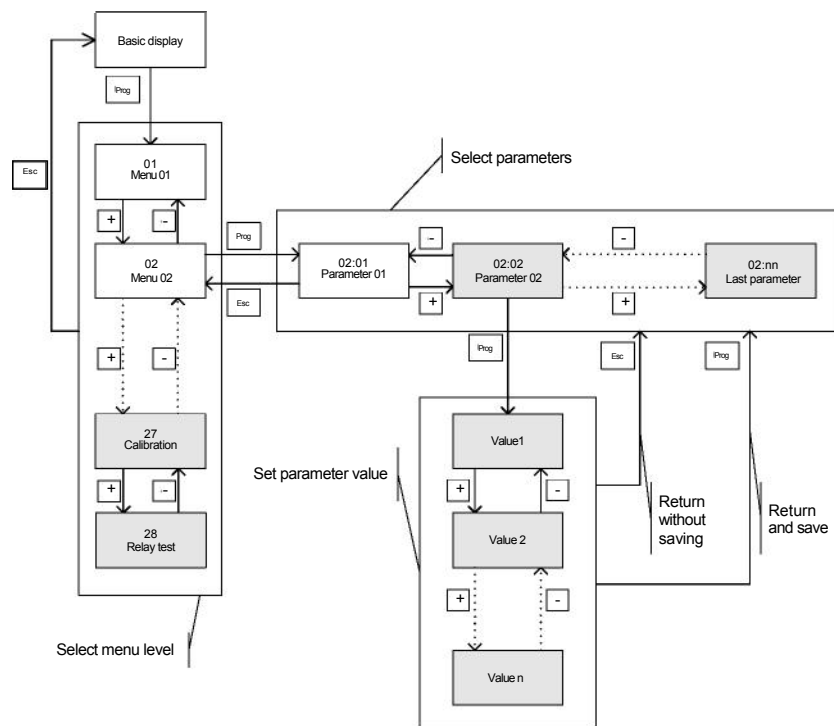 Basic display
Prog
Esc
01
Menu 01
Select parameters
+
-
02
Menu 02
Prog
Esc
02:01
Parameter 01
-
+
02:02
Parameter 02
-
+
02:nn
Last parameter
+
-
Prog
Esc
Prog
27
Calibration
+
-
28
Relay test
Set parameter value
Value1
+
-
Value 2
+
-
Value n
Return
without
saving
Return
and save
Select menu level